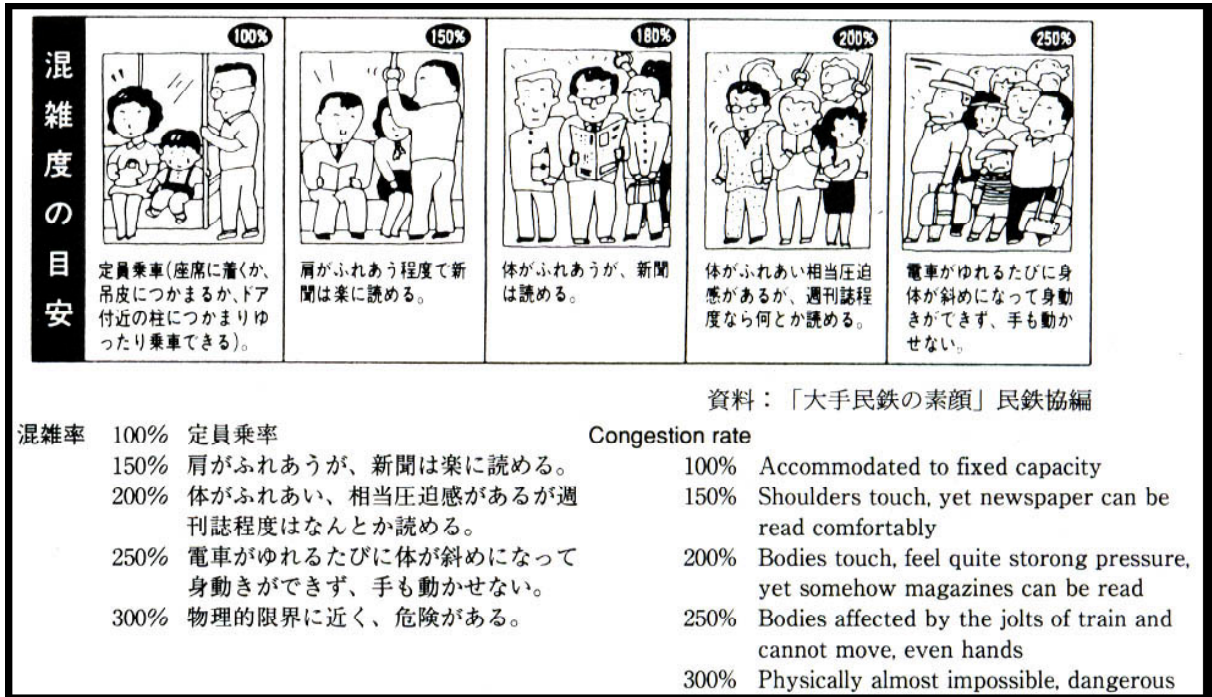 混雑度の目安
100%
定員乗車(座席に着くか、
吊皮につかまるか、ドア
付近の柱につかまりゆ
ったり乗車できる)。
150%
肩がふれあう程度で新
聞は楽に読める。
180%
体がふれあうが、新聞
は読める。
200%
体がふれあい相当圧迫
感があるが、週刊誌程
度なら何とか読める。
250%
電車がゆれるたびに身
体が斜めになって身動
きができず、手も動か
せない。
資料:「大手民鉄の素顔」民鉄協編
混雑率 100% 定員乗率
150% 肩がふれあうが、新聞は楽に読める。
200% 体がふれあい、相当圧迫感があるが週
刊誌程度はなんとか読める。
250% 電車がゆれるたびに体が斜めになって
身動きができず、手も動かせない。
300% 物理的限界に近く、危険がある。
Congestion rate
100% Accommodated to fixed capacity
150% Shoulders touch, yet newspaper can be
read comfortably
200% Bodies touch, feel quite storong pressure,
yet somehow magazines can be read
250% Bodies affected by the jolts of train and
cannot move, even hands
300% Physically almost impossible, dangerous